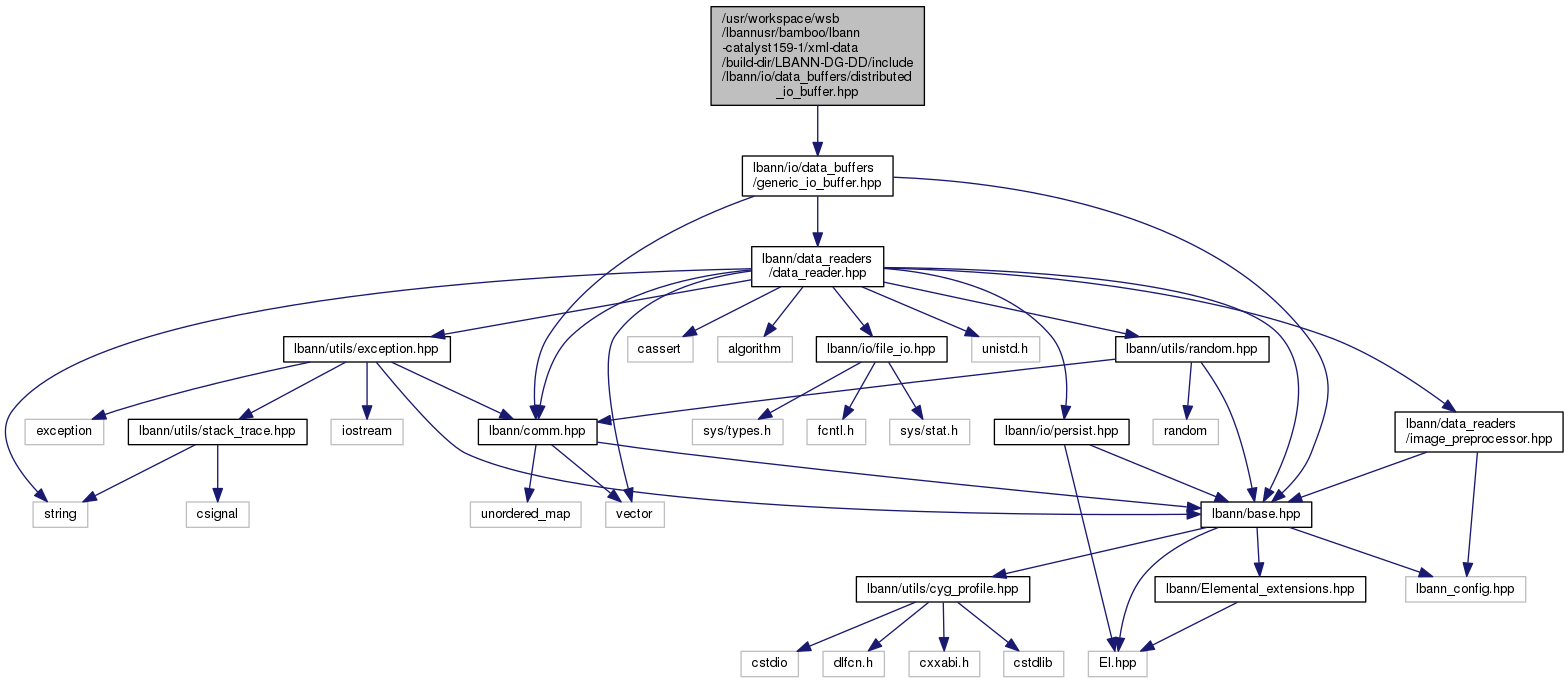 /usr/workspace/wsb
/lbannusr/bamboo/lbann
-catalyst159-1/xml-data
/build-dir/LBANN-DG-DD/include
/lbann/io/data_buffers/distributed
_io_buffer.hpp
lbann/io/data_buffers
/generic_io_buffer.hpp
lbann/data_readers
/data_reader.hpp
lbann/utils/exception.hpp
cassert
algorithm
lbann/io/file_io.hpp
unistd.h
lbann/utils/random.hpp
exception
lbann/utils/stack_trace.hpp
iostream
lbann/comm.hpp
sys/types.h
fcntl.h
sys/stat.h
lbann/io/persist.hpp
random
lbann/data_readers
/image_preprocessor.hpp
string
csignal
unordered_map
vector
lbann/base.hpp
lbann/utils/cyg_profile.hpp
lbann/Elemental_extensions.hpp
lbann_config.hpp
cstdio
dlfcn.h
cxxabi.h
cstdlib
El.hpp